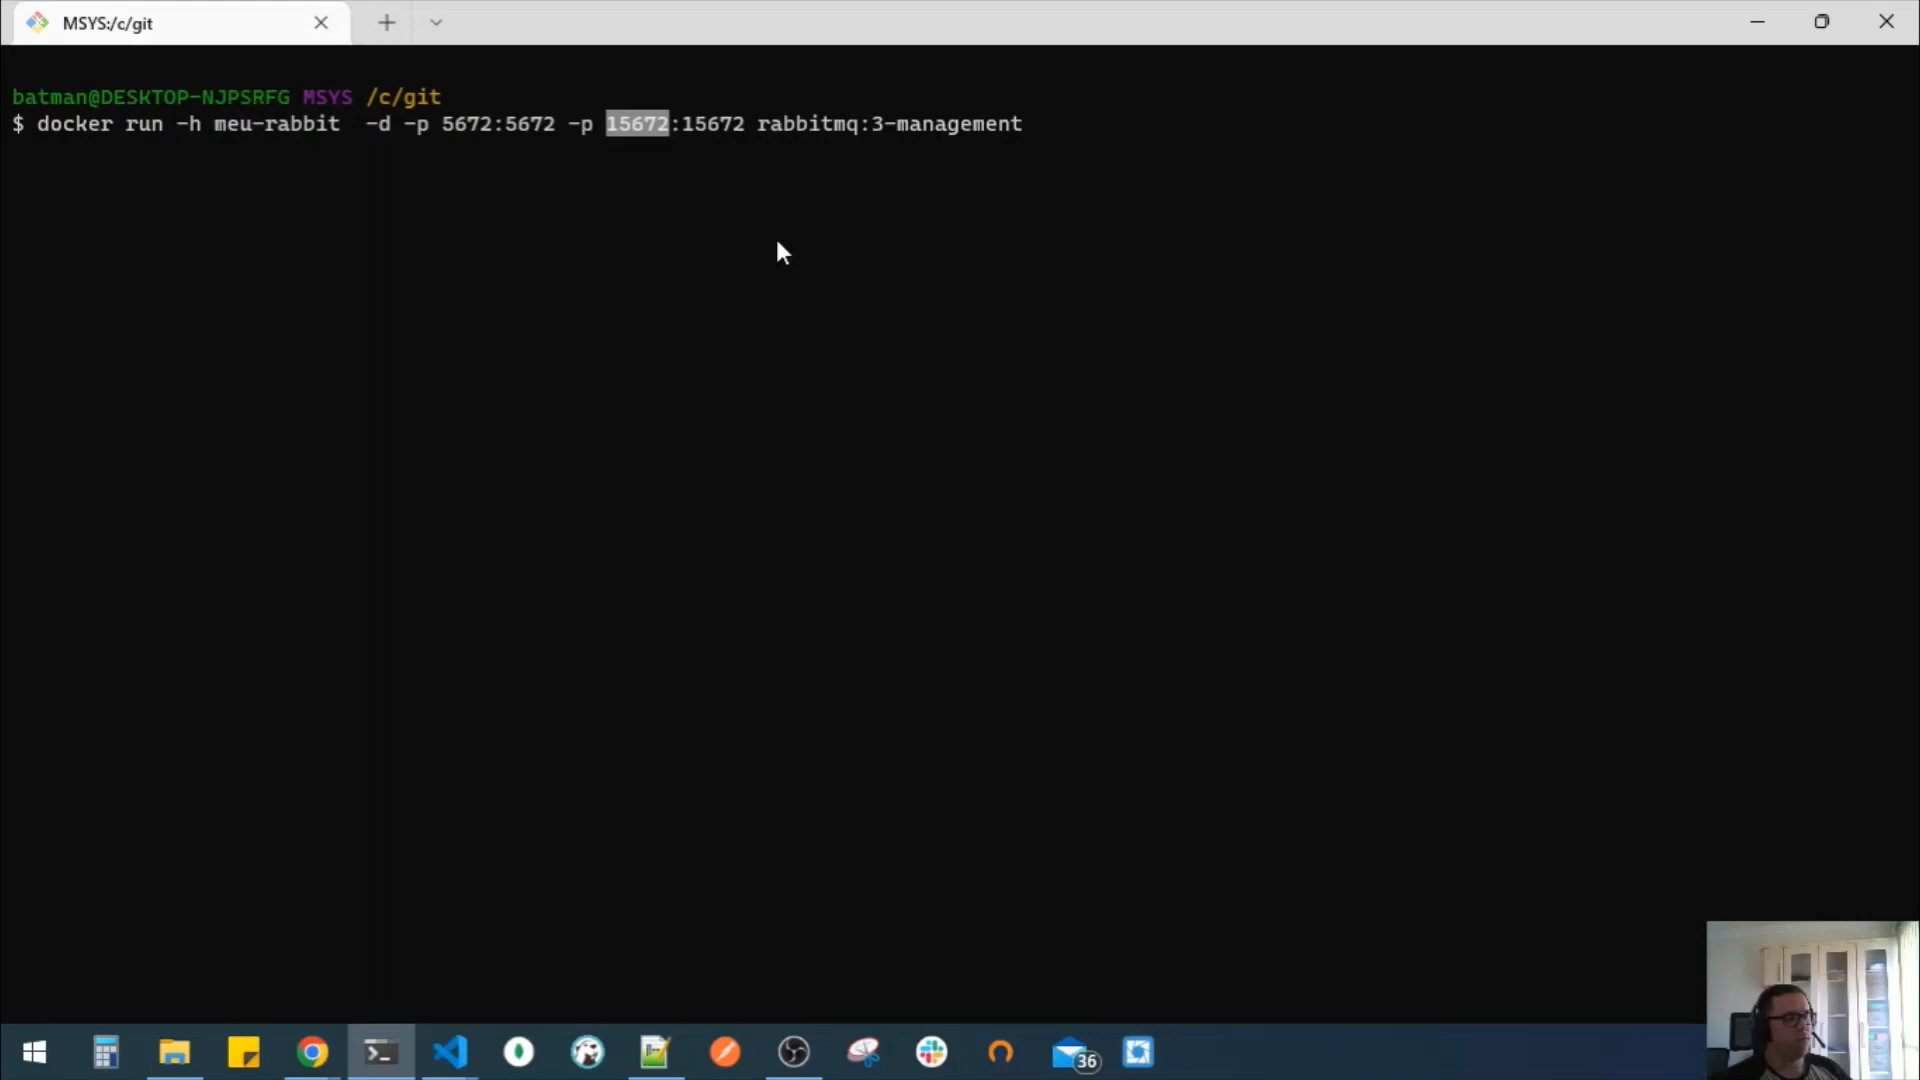 MSYS:/c/git
batman@DESKTOP-NJPSRFG MSYS /c/git
$ docker run -h meu-rabbit  -d -p 5672:5672 -p 15672:15672 rabbitmq:3-management
36